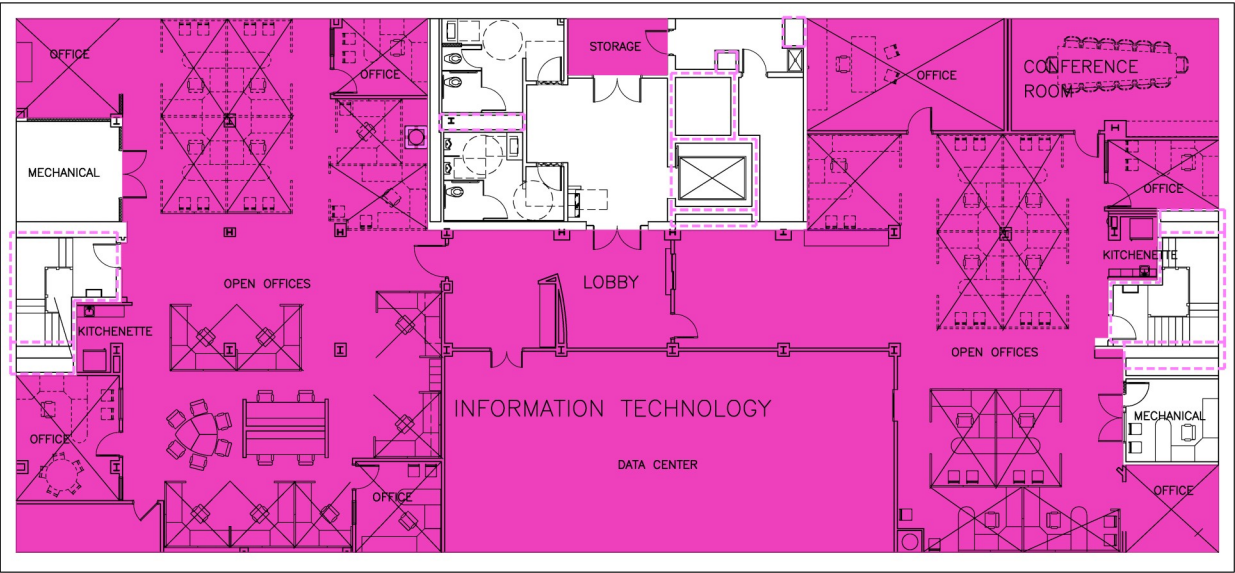 OFFICE
STORAGE
OFFICE
OFFICE
CONFERENCE
ROOM
MECHANICAL
OFFICE
OPEN OFFICES
LOBBY
KITCHENETTE
KITCHENETTE
OPEN OFFICES
INFORMATION TECHNOLOGY
MECHANICAL
OFFICE
DATA CENTER
OFFICE
OFFICE